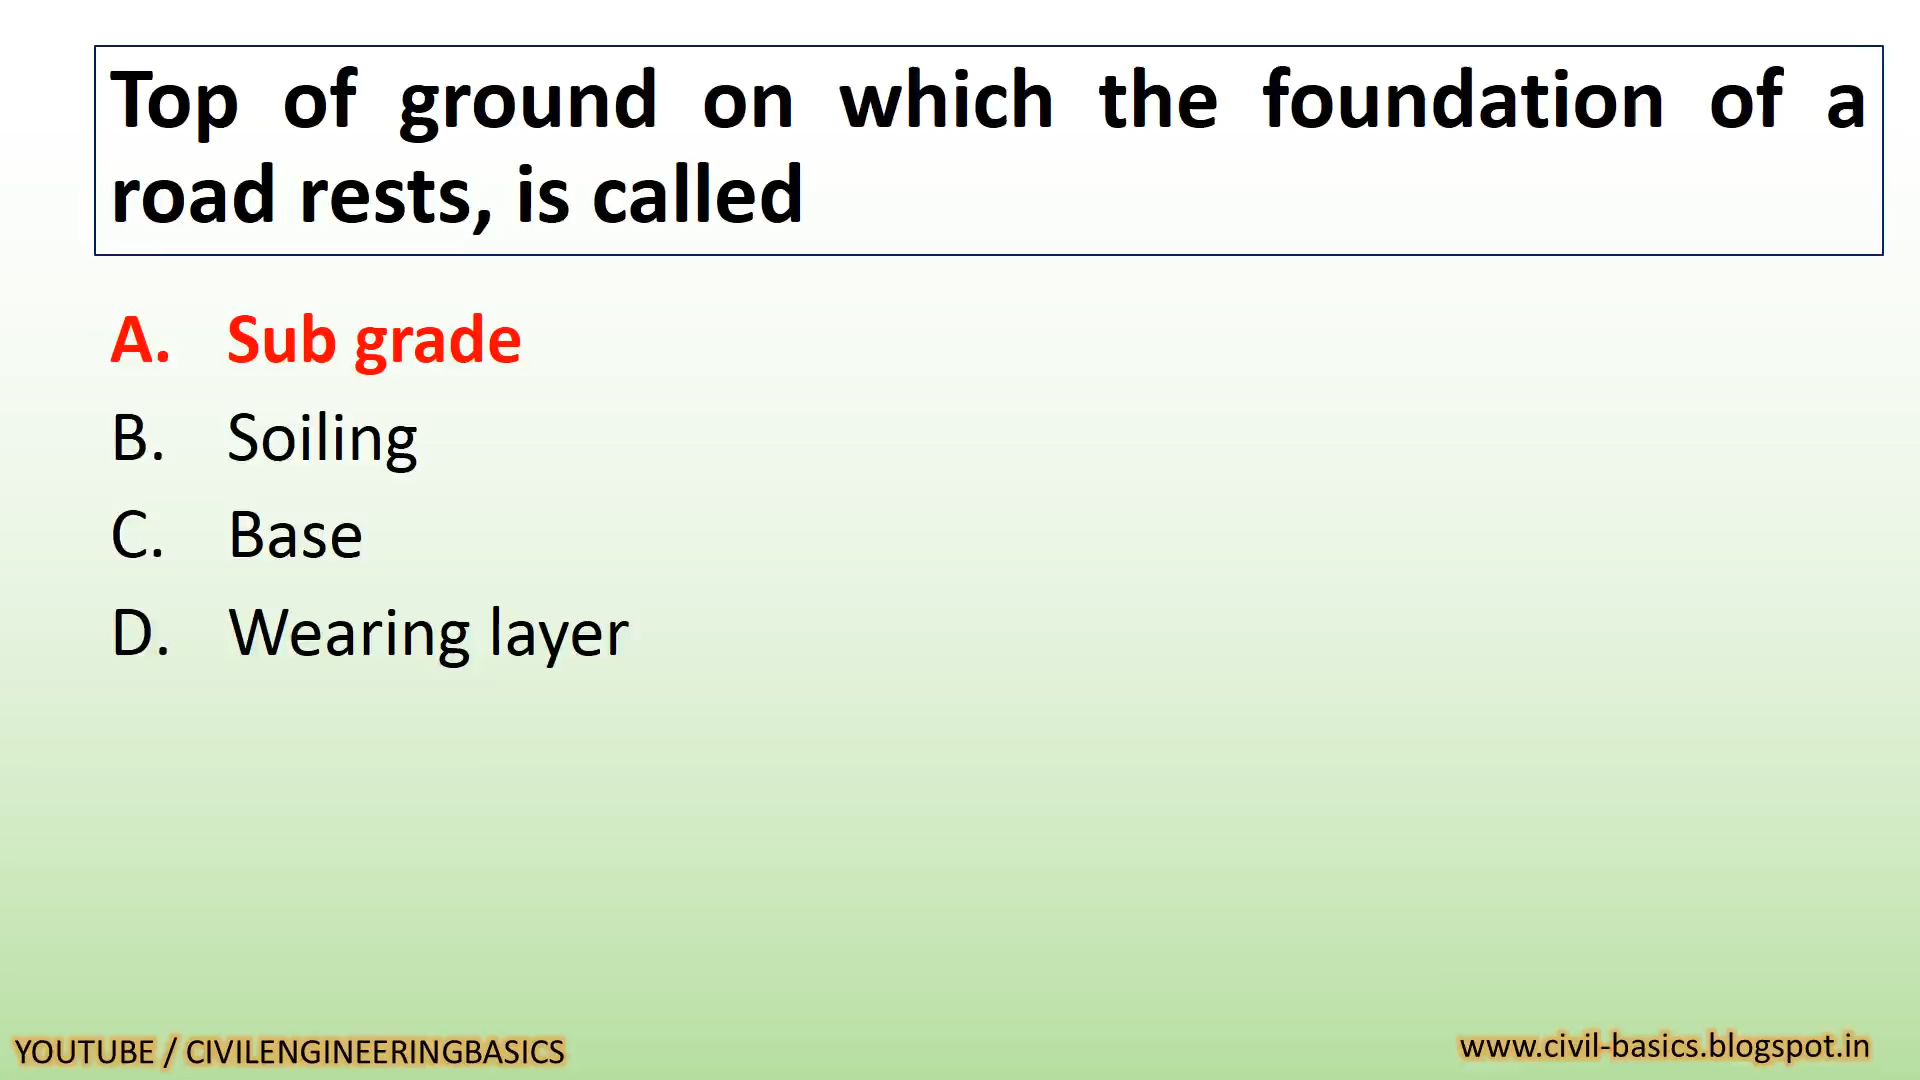 Top of ground on which the foundation of a
road rests, is called
A. Sub grade
B. Soiling
C. Base
D. Wearing layer
YOUTUBE / CIVILENGINEERINGBASICS
www.civil-basics.blogspot.in